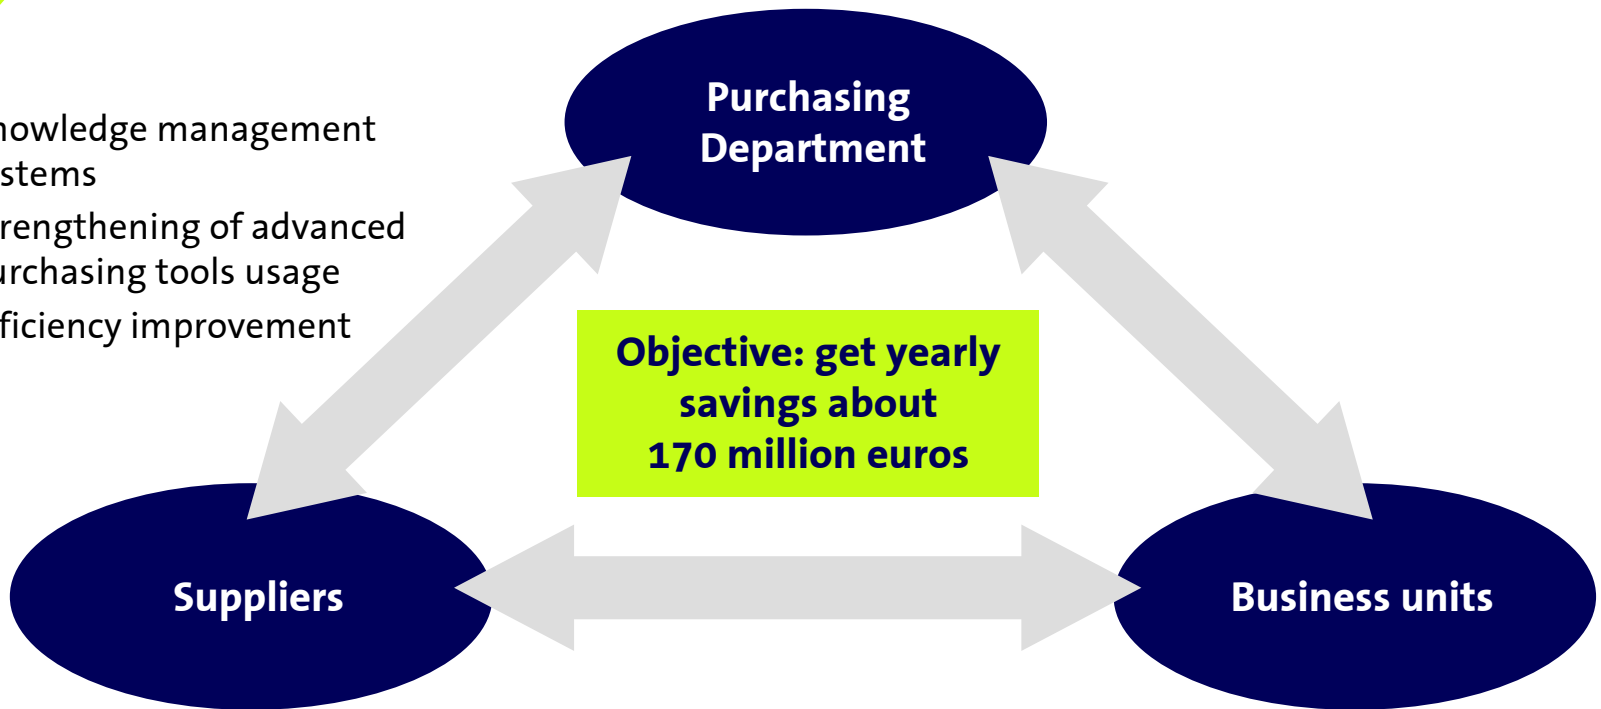 Purchasing
Department
nowledge management
stems
rengthening of advanced
urchasing tools usage
ficiency improvement
Objective: get yearly
savings about
170 million euros
Suppliers
Business units